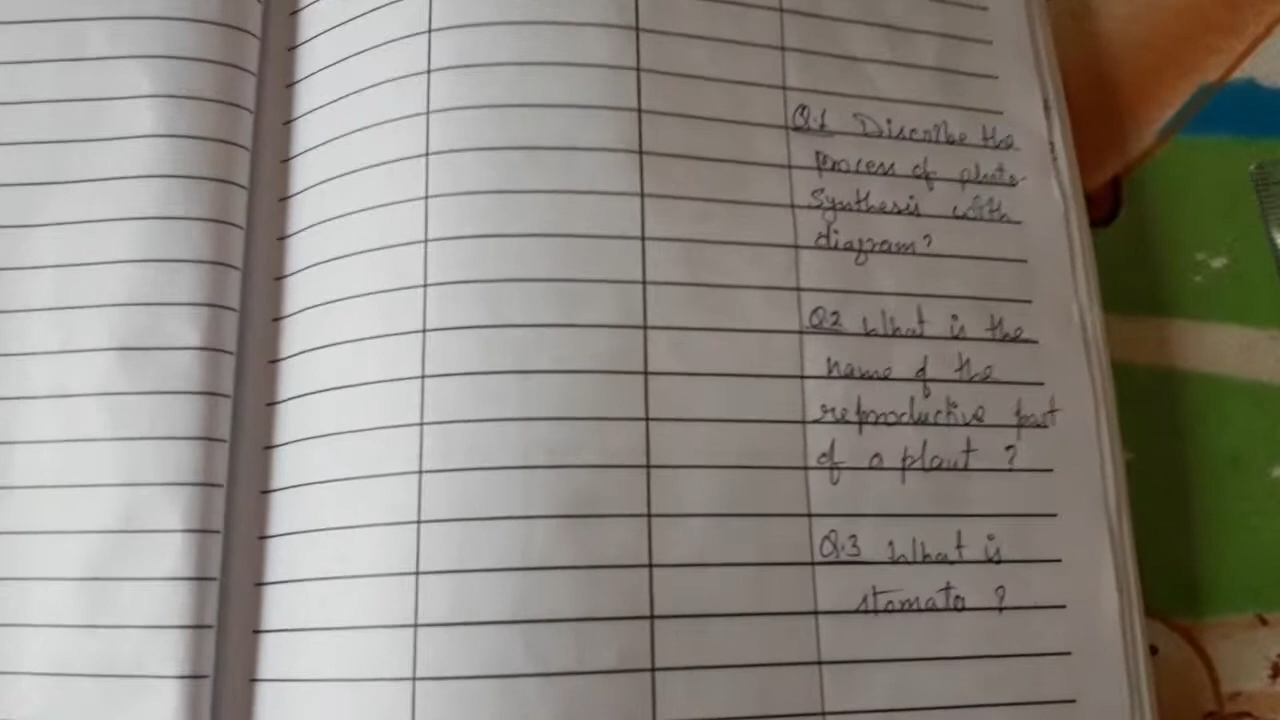 Q.1 Discribe the
process of photo
synthesis with
diagram?
Q2 What is the
name of the
reproductive part
of a plant ?
Q.3 What is
stomata ?